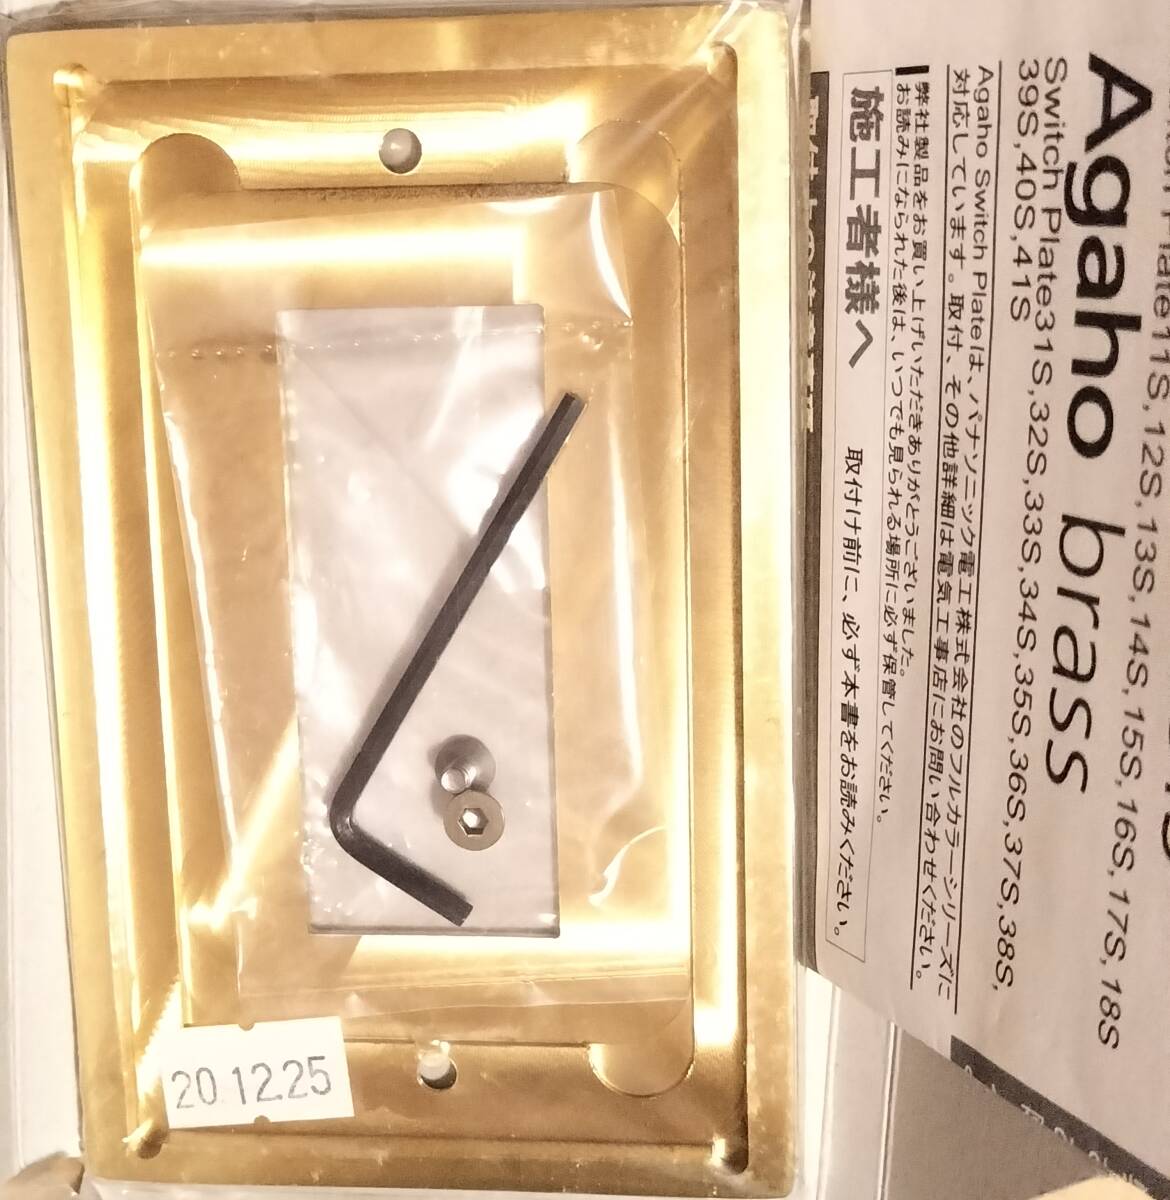 Plate11S,12S,13S,14S,15S,16S,17S,18S
Agaho brass
Switch Plate31S,32S,33S,34S,35S,36S,37S,38S,
39S,40S,41S
Agaho Switch Plateは、パナソニック電工株式会社のフルカラーシリーズに
対応しています。取付、その他詳細は電気工事店にお問い合わせください。
弊社製品をお買い上げいただきありがとうございました。
お読みになられた後は、いつでも見られる場所に必ず保管してください。
施工者様へ 取付け前に、必ず本書をお読みください。
20.12.25